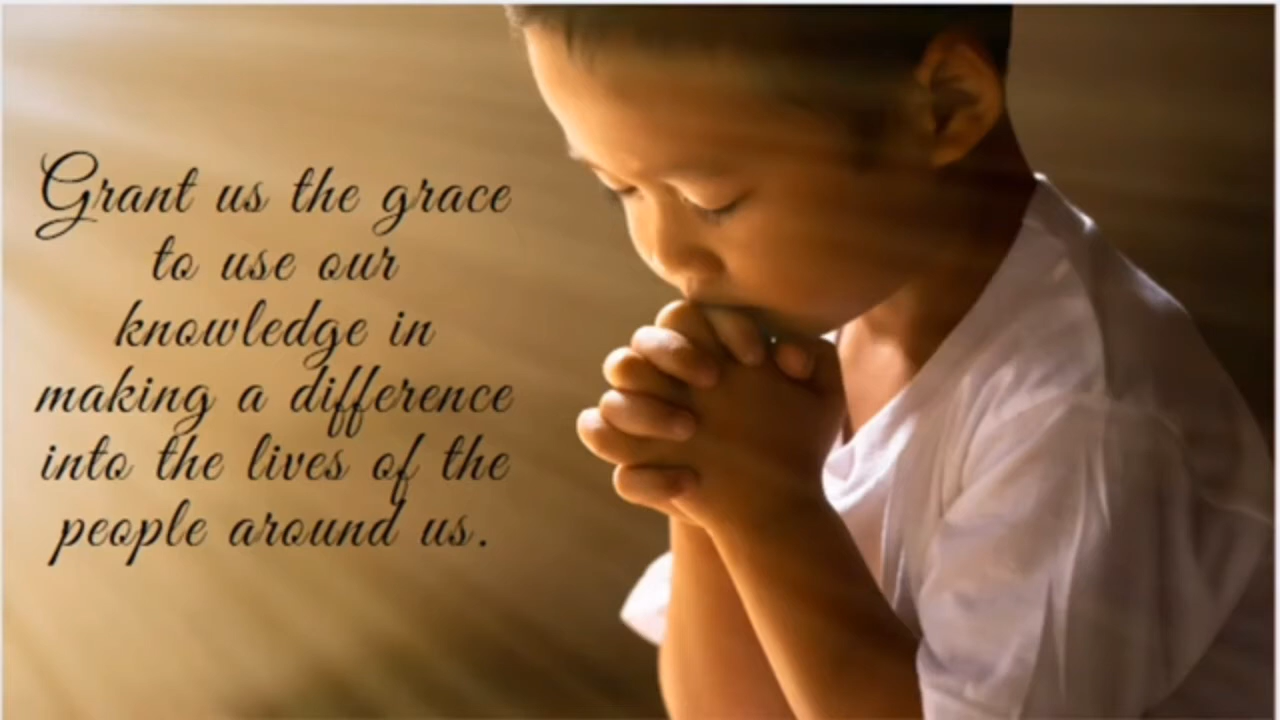 Grant us the grace
to use our
knowledge in
making a difference
into the lives of the
people around us.